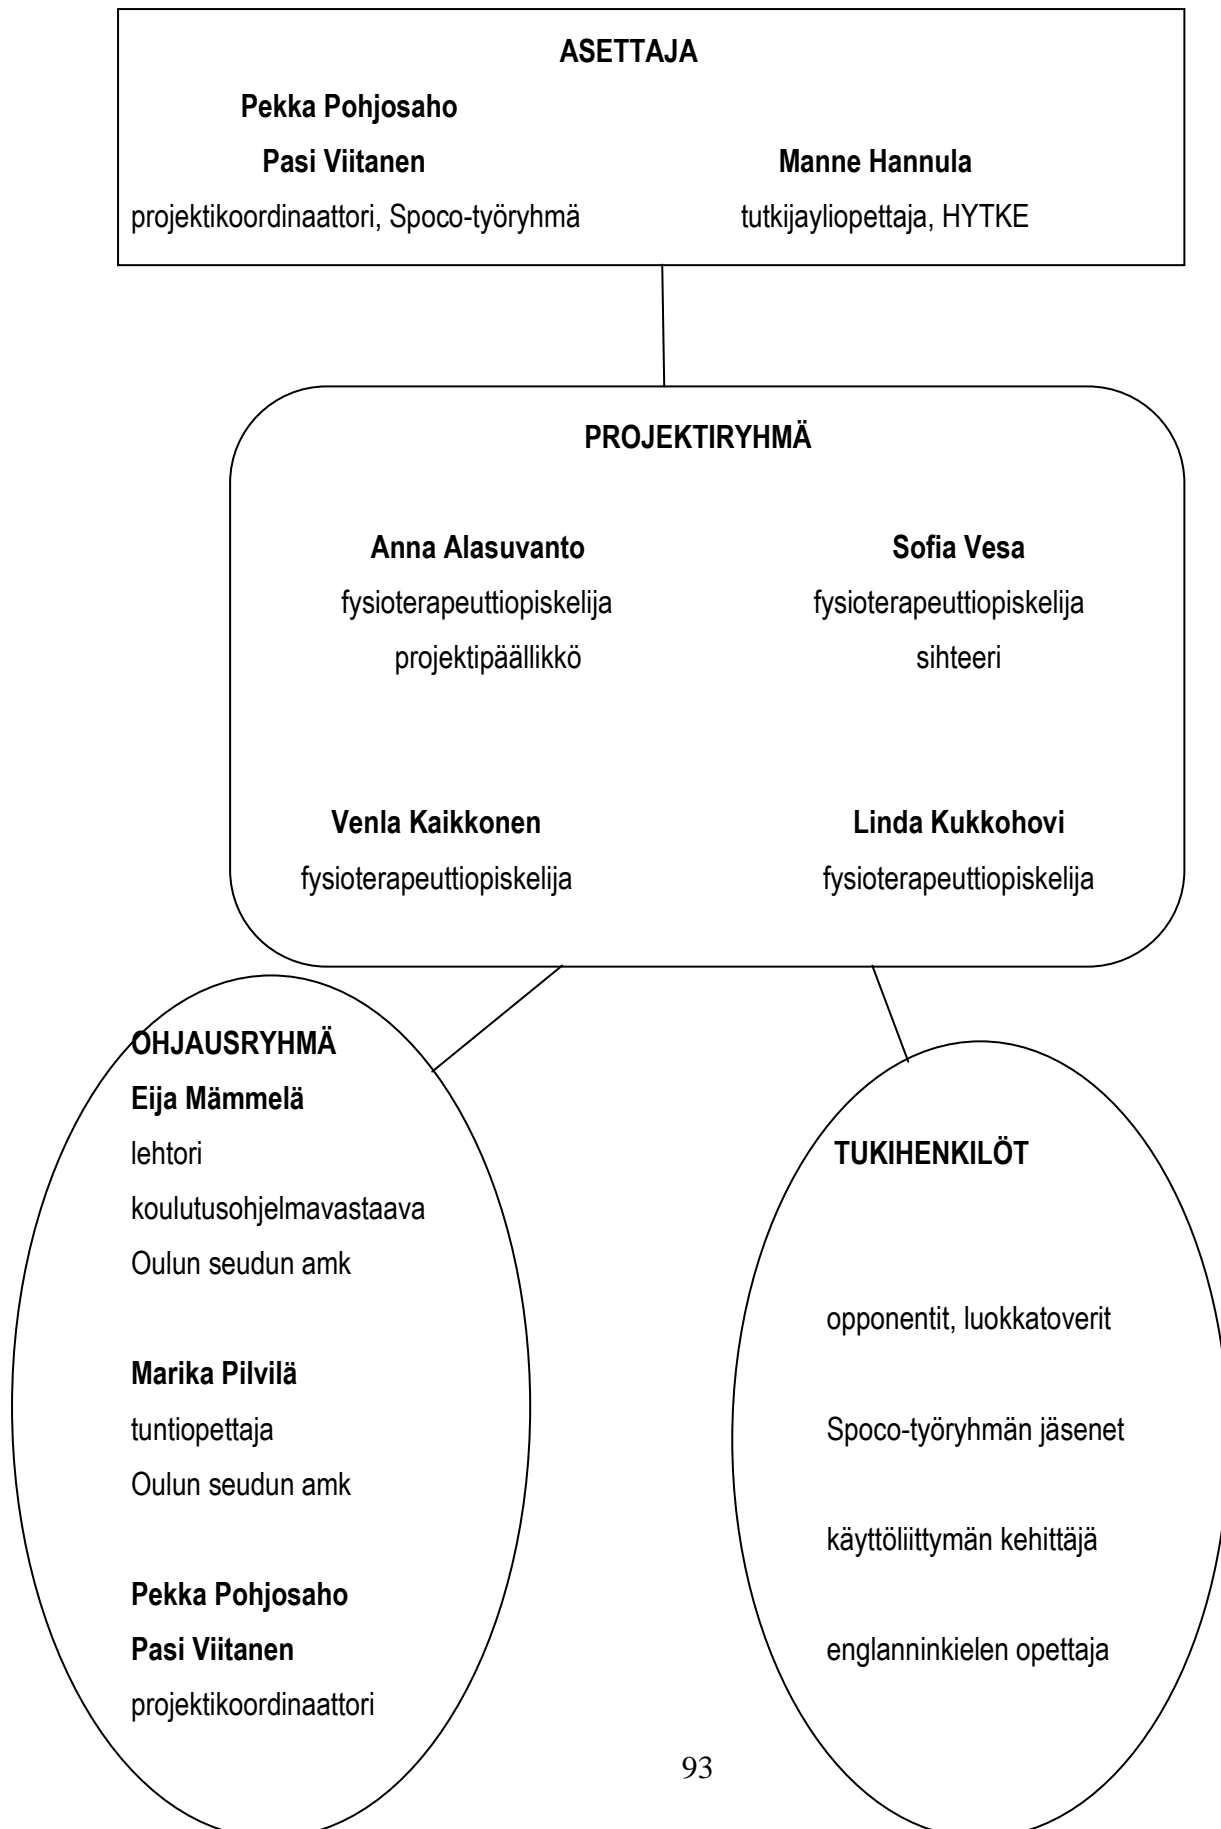 ASETTAJA
Pekka Pohjosaho
Pasi Viitanen
projektikoordinaattori, Spoco-työryhmä
Manne Hannula
tutkijayliopettaja, HYTKE
PROJEKTIRYHMÄ
Anna Alasuvanto
fysioterapeuttiopiskelija
projektipäällikkö
Sofia Vesa
fysioterapeuttiopiskelija
sihteeri
Venla Kaikkonen
fysioterapeuttiopiskelija
Linda Kukkohovi
fysioterapeuttiopiskelija
OHJAUSRYHMÄ
Eija Mämmelä
lehtori
koulutusohjelmavastaava
Oulun seudun amk
Marika Pilvilä
tuntiopettaja
Oulun seudun amk
Pekka Pohjosaho
Pasi Viitanen
projektikoordinaattori
TUKIHENKILÖT
opponentit, luokkatoverit
Spoco-työryhmän jäsenet
käyttöliittymän kehittäjä
englanninkielen opettaja
93